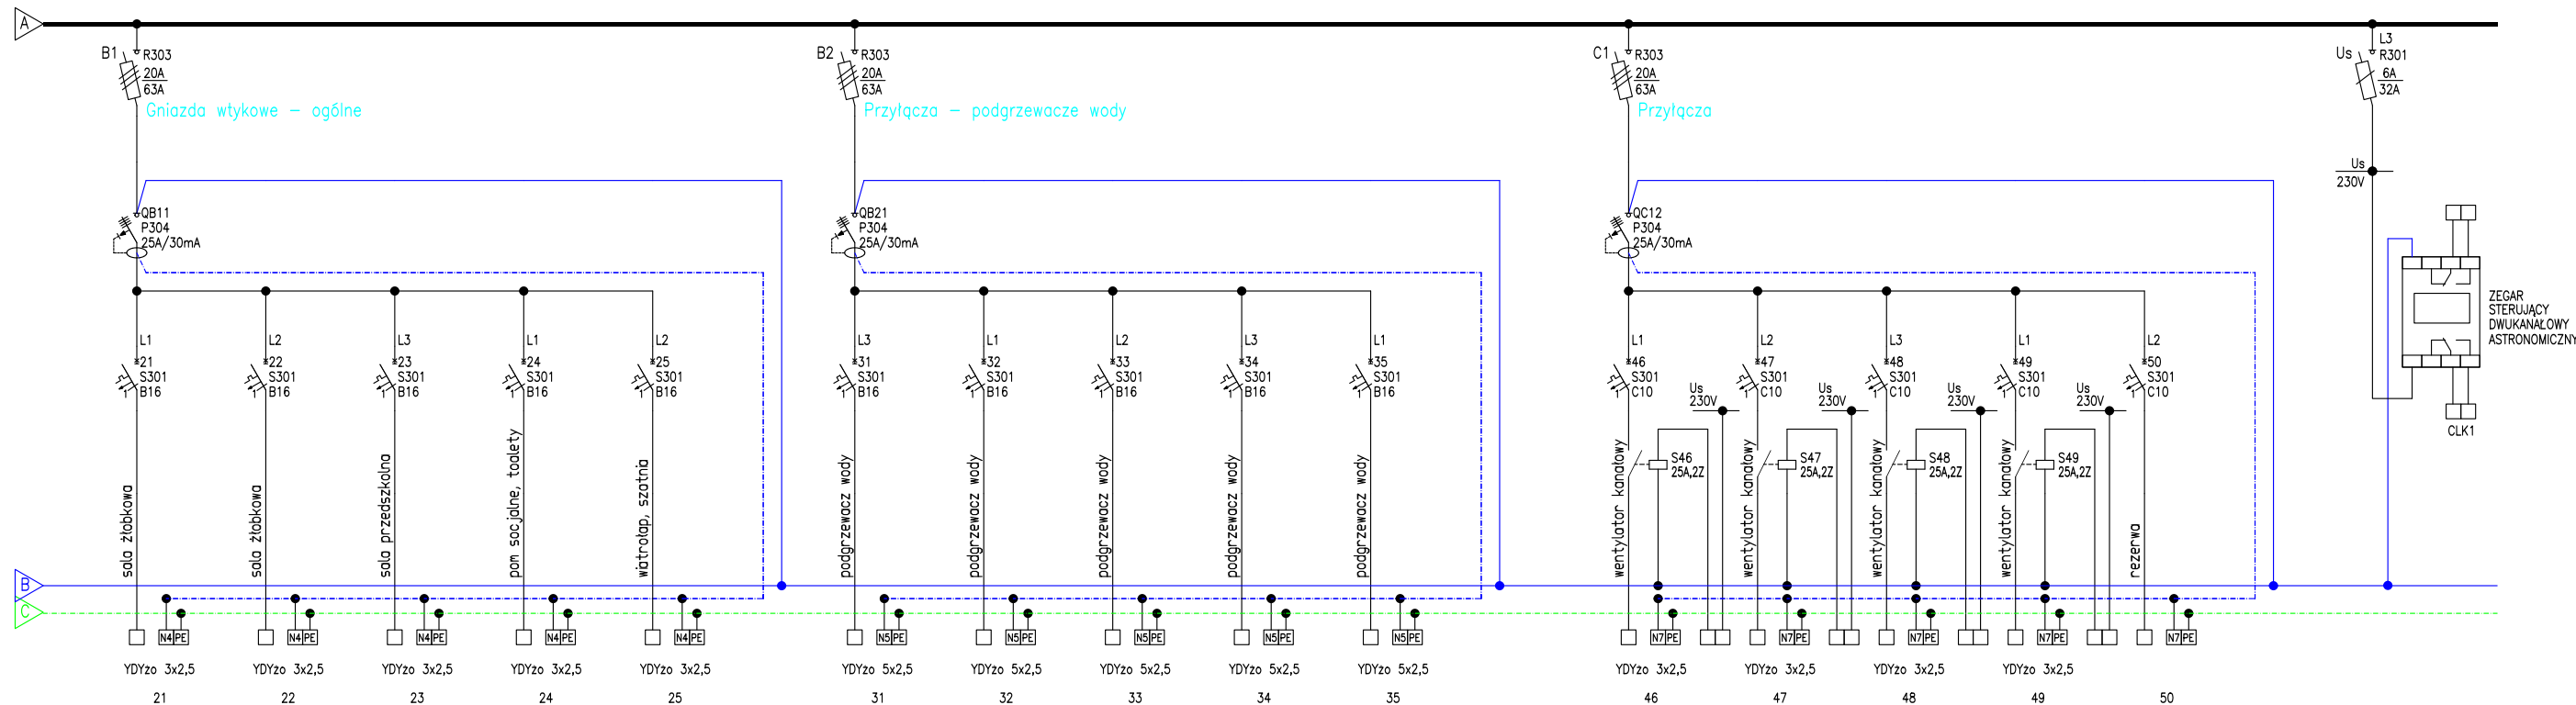 A
B1
R303
20A
63A
Gniazda wtykowe – ogólne
B2
R303
20A
63A
Przyłącza – podgrzewacze wody
C1
R303
20A
63A
Przyłącza
L3
Us
R301
6A
32A
Us
230V
QB11
P304
25A/30mA
QB21
P304
25A/30mA
QC12
P304
25A/30mA
ZEGAR
STERUJĄCY
DWUKANAŁOWY
ASTRONOMICZNY
CLK1
L1
21
S301
B16
L2
22
S301
B16
L3
23
S301
B16
L1
24
S301
B16
L2
25
S301
B16
L3
31
S301
B16
L1
32
S301
B16
L2
33
S301
B16
L3
34
S301
B16
L1
35
S301
B16
L1
46
S301
C10
Us
230V
L2
47
S301
C10
Us
230V
L3
48
S301
C10
Us
230V
L1
49
S301
C10
Us
230V
L2
50
S301
C10
S46
25A,2Z
S47
25A,2Z
S48
25A,2Z
S49
25A,2Z
sala żłobkowa
sala żłobkowa
sala przedszkolna
pom socjalne, toalety
wiatrołap, szatnia
podgrzewacz wody
podgrzewacz wody
podgrzewacz wody
podgrzewacz wody
podgrzewacz wody
wentylator kanałowy
wentylator kanałowy
wentylator kanałowy
wentylator kanałowy
rezerwa
B
C
N4 PE
N4 PE
N4 PE
N4 PE
N4 PE
N5 PE
N5 PE
N5 PE
N5 PE
N5 PE
N7 PE
N7 PE
N7 PE
N7 PE
N7 PE
YDYżo 3x2,5
YDYżo 3x2,5
YDYżo 3x2,5
YDYżo 3x2,5
YDYżo 3x2,5
YDYżo 5x2,5
YDYżo 5x2,5
YDYżo 5x2,5
YDYżo 5x2,5
YDYżo 5x2,5
YDYżo 3x2,5
YDYżo 3x2,5
YDYżo 3x2,5
YDYżo 3x2,5
21
22
23
24
25
31
32
33
34
35
46
47
48
49
50